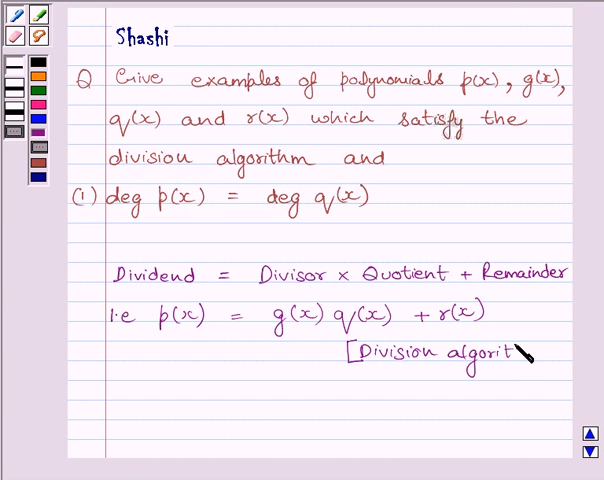 Shashi
Q Give examples of polynomials p(x), g(x),
q(x) and r(x) which satisfy the
division algorithm and
(1) deg p(x) = deg q(x)
Dividend = Divisor × Quotient + Remainder
I.e p(x) = g(x) q(x) + r(x)
[Division algorit